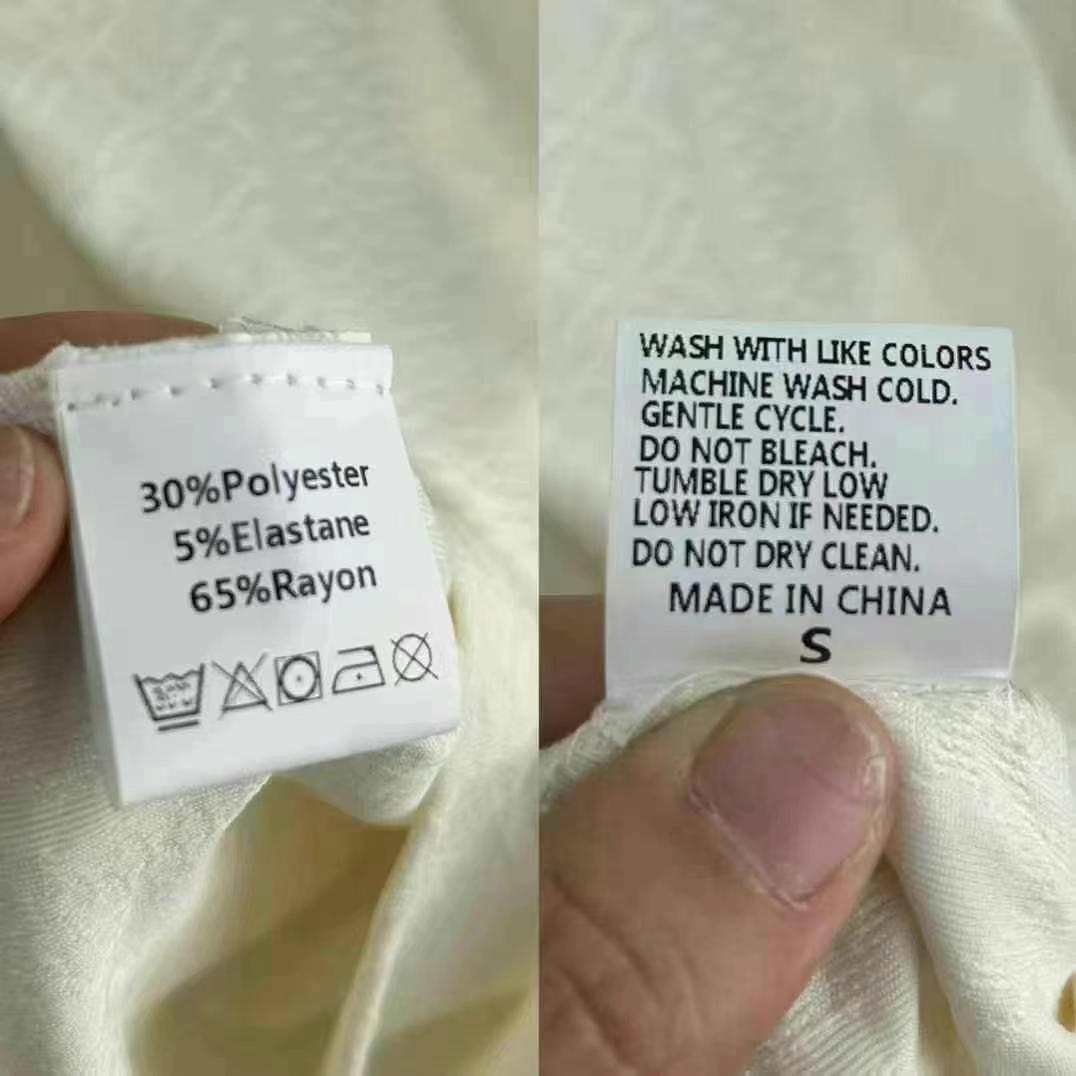 30%Polyester
5%Elastane
65%Rayon
WASH WITH LIKE COLORS
MACHINE WASH COLD.
GENTLE CYCLE.
DO NOT BLEACH.
TUMBLE DRY LOW
LOW IRON IF NEEDED.
DO NOT DRY CLEAN.
MADE IN CHINA
S